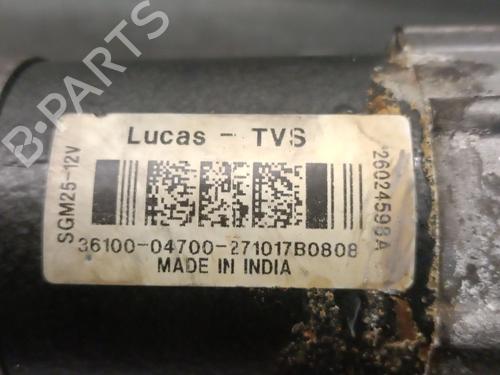 B-PARTS
Lucas - TVS
SGM25-12V
26024598A
36100-04700-271017B0808
MADE IN INDIA